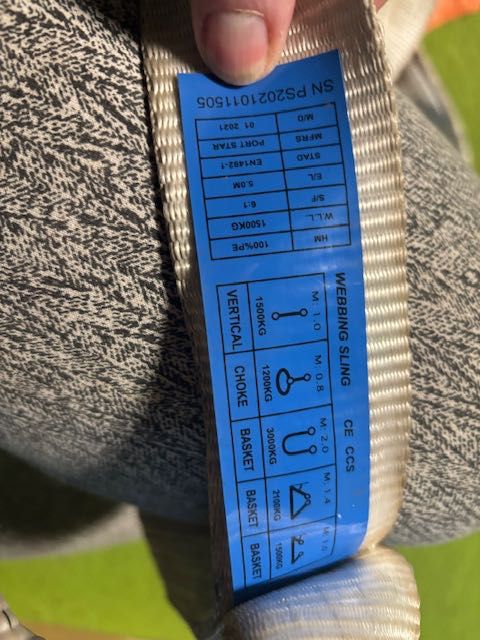 SN PS2021011505
M/D 01 2021
MFRS PORT STAR
STAD EN1492-1
E/L 5.0M
S/F 6:1
W.L.L. 1500KG
HM 100%PE
WEBBING SLING CE CCS
M: 1.0 M: 0.8 M: 2.0 M: 1.4
1500KG 1200KG 3000KG 2100KG 1500KG
VERTICAL CHOKE BASKET BASKET BASKET